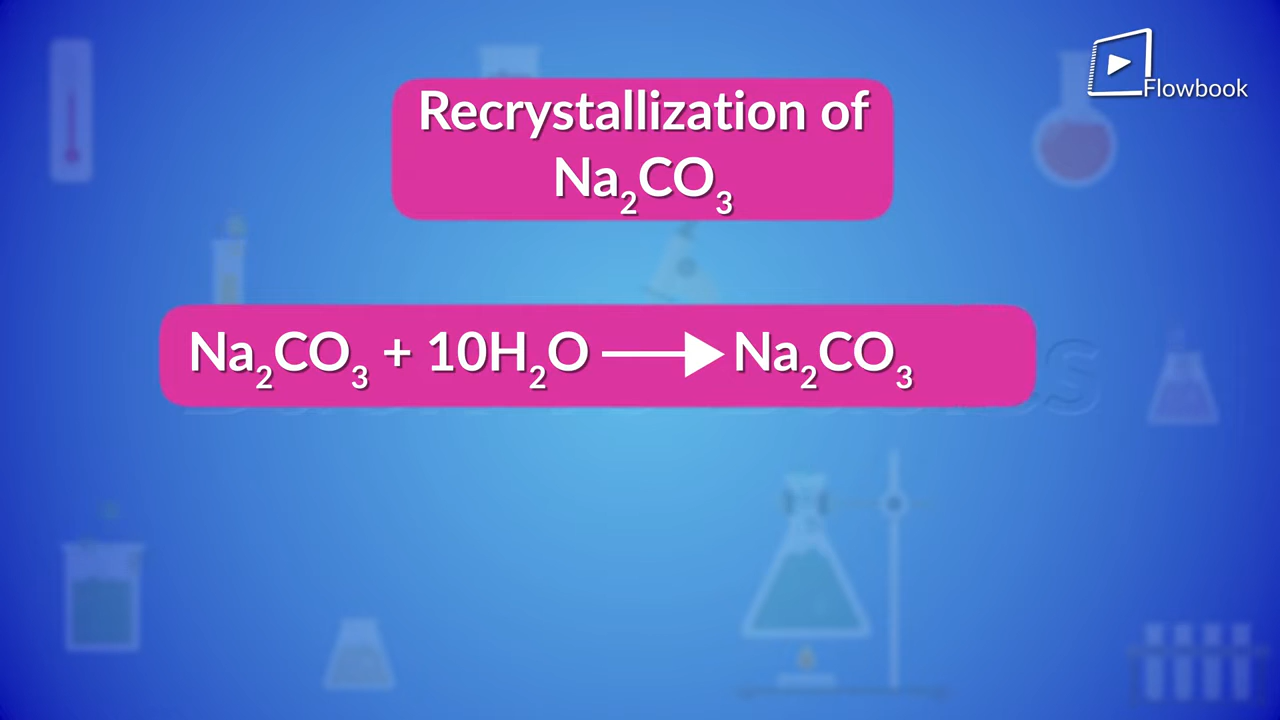 Flowbook
Recrystallization of
Na₂CO₃
Na₂CO₃ + 10H₂O ⟶ Na₂CO₃